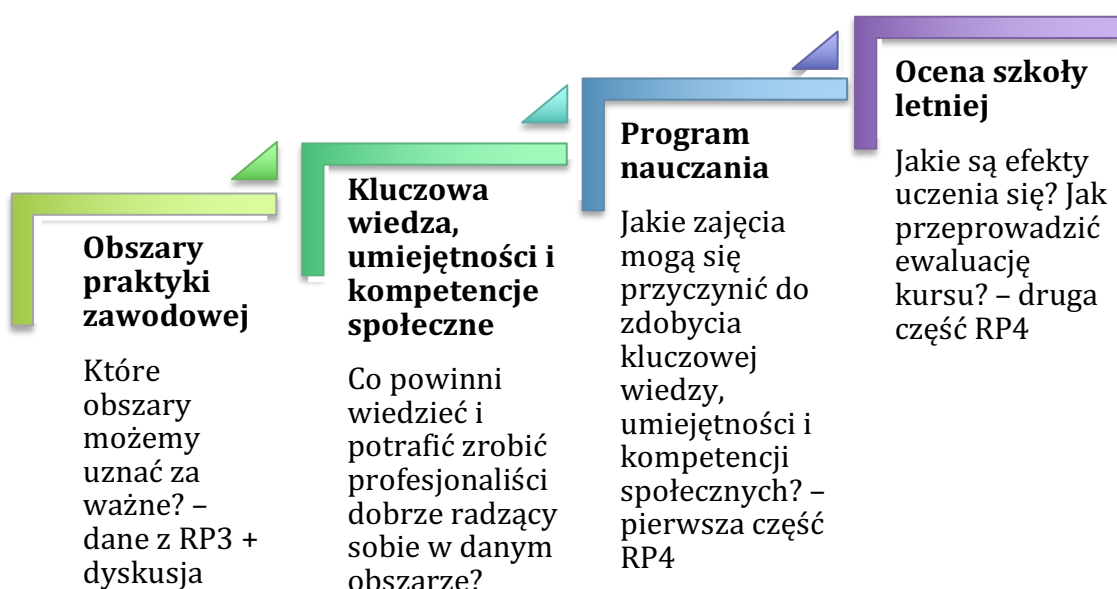 Obszary
praktyki
zawodowej
Które
obszary
możemy
uznać za
ważne? –
dane z RP3 +
dyskusja
Kluczowa
wiedza,
umiejętności i
kompetencje
społeczne
Co powinni
wiedzieć i
potrafić zrobić
profesjonaliści
dobrze radzący
sobie w danym
obszarze?
Program
nauczania
Jakie zajęcia
mogą się
przyczynić do
zdobycia
kluczowej
wiedzy,
umiejętności i
kompetencji
społecznych? –
pierwsza część
RP4
Ocena szkoły
letniej
Jakie są efekty
uczenia się? Jak
przeprowadzić
ewaluację
kursu? – druga
część RP4